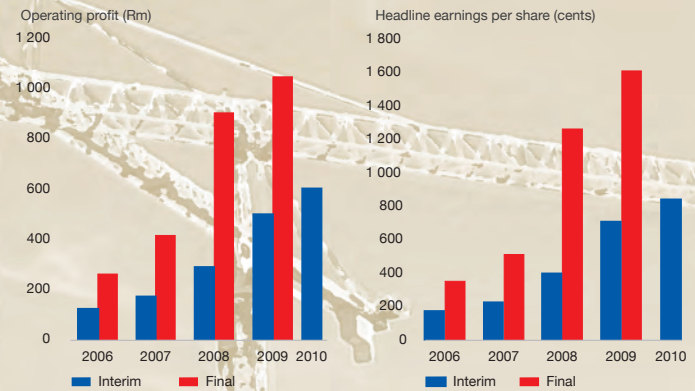 Operating profit (Rm)
1 200
1 000
800
600
400
200
0
2006 2007 2008 2009 2010
Interim Final
Headline earnings per share (cents)
1 800
1 600
1 400
1 200
1 000
800
600
400
200
0
2006 2007 2008 2009 2010
Interim Final